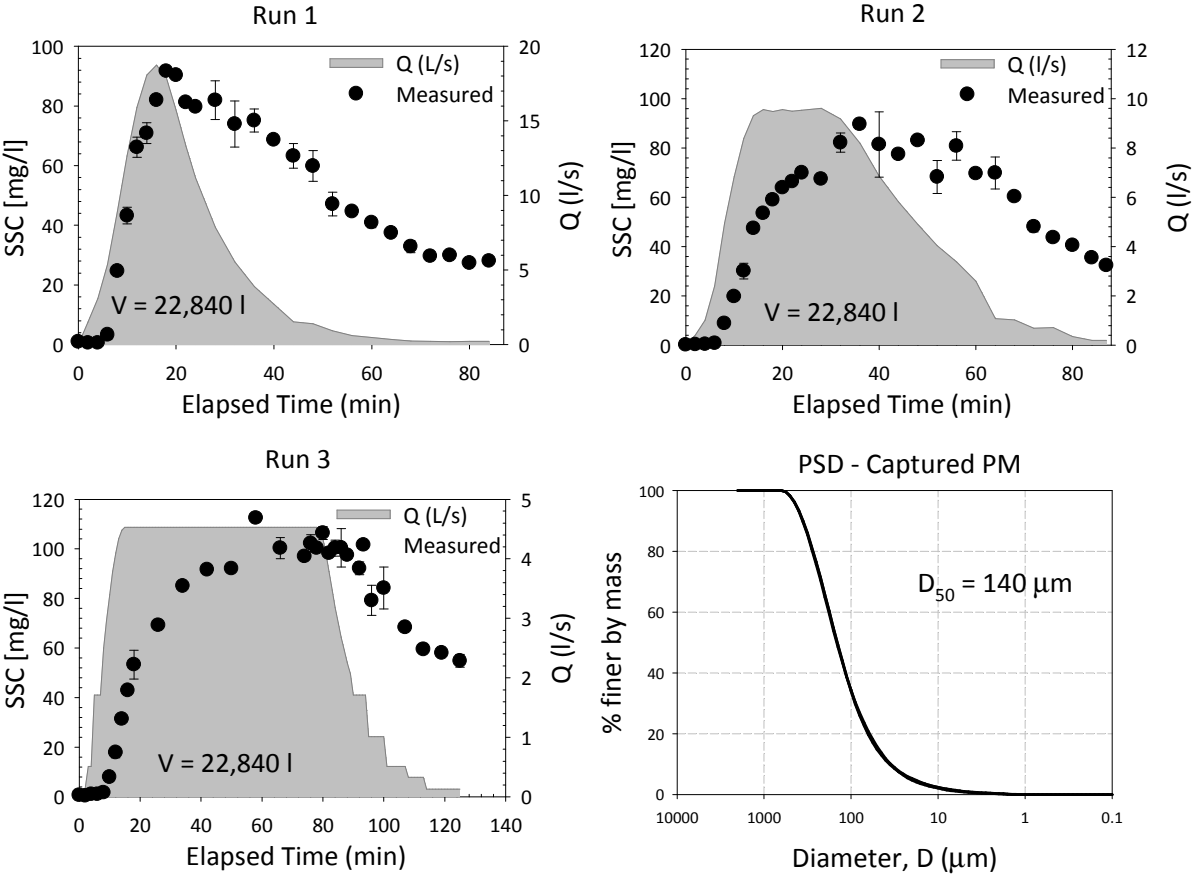 Run 1
100
80
60
40
20
0
SSC [mg/l]
20
15
10
5
0
Q (l/s)
Q (L/s)
Measured
V = 22,840 l
0 20 40 60 80
Elapsed Time (min)
Run 2
120
100
80
60
40
20
0
SSC [mg/l]
12
10
8
6
4
2
0
Q (l/s)
Q (l/s)
Measured
V = 22,840 l
0 20 40 60 80
Elapsed Time (min)
Run 3
120
100
80
60
40
20
0
SSC [mg/l]
5
4
3
2
1
0
Q (l/s)
Q (L/s)
Measured
V = 22,840 l
0 20 40 60 80 100 120 140
Elapsed Time (min)
PSD - Captured PM
100
80
60
40
20
0
% finer by mass
D50 = 140 μm
10000 1000 100 10 1 0.1
Diameter, D (μm)